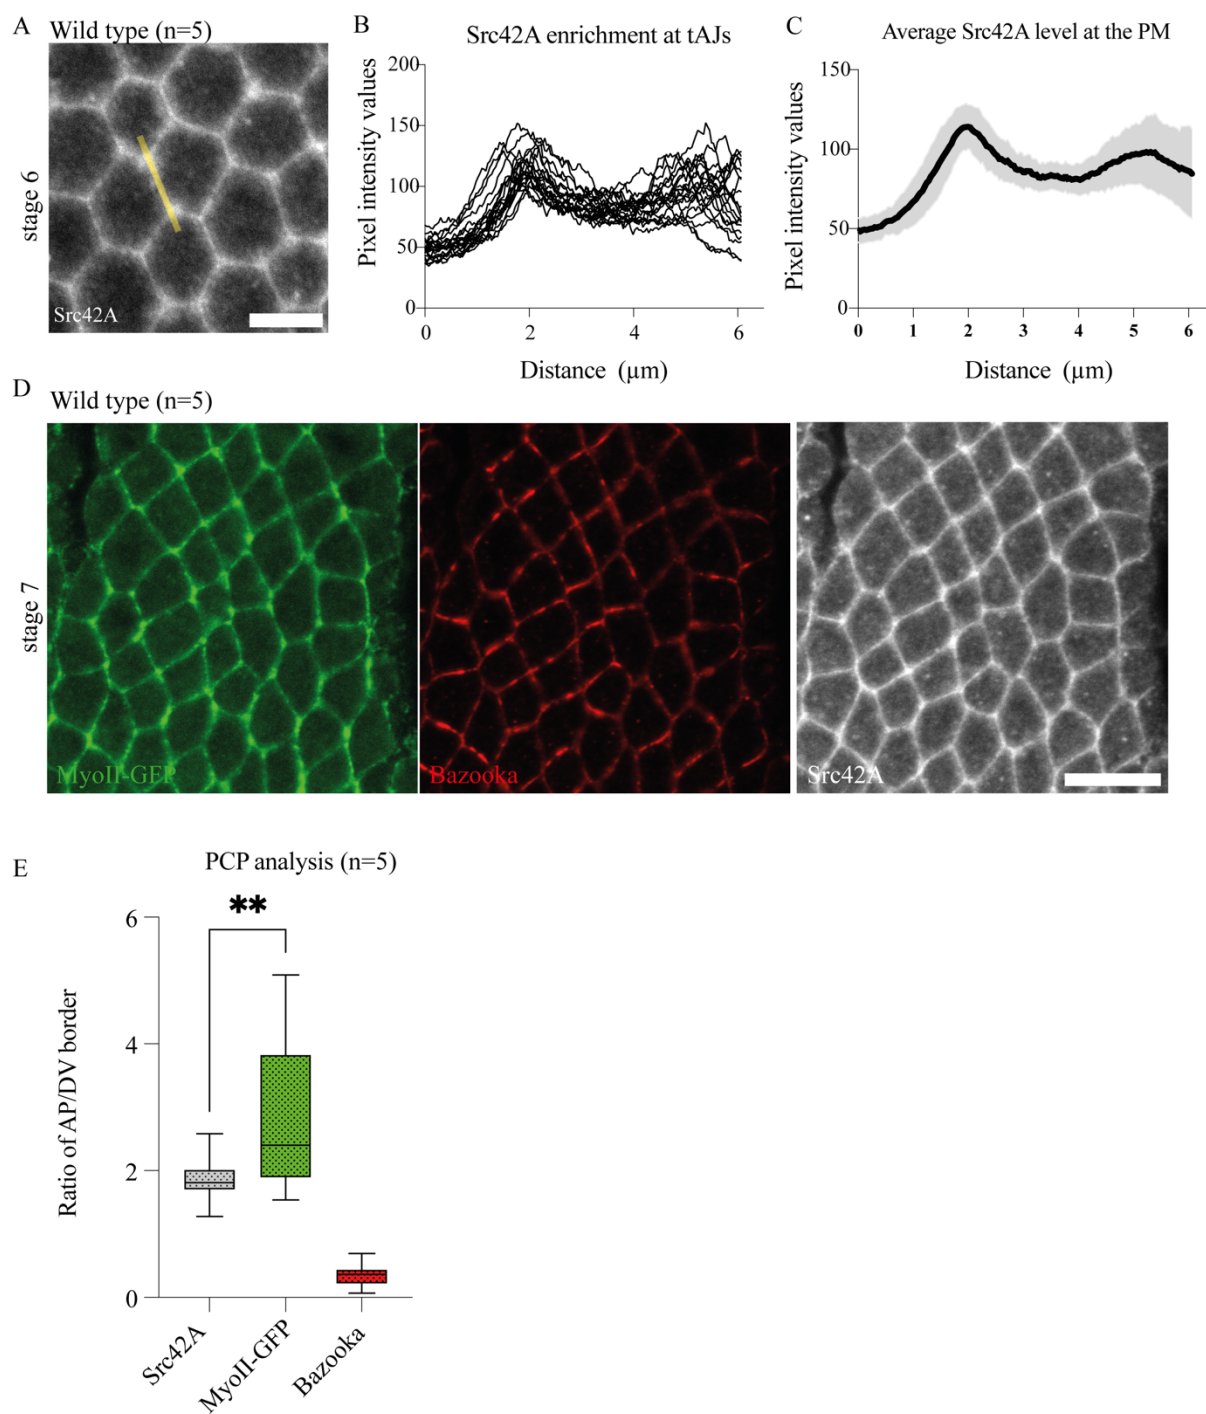 A
Wild type (n=5)
stage 6
Src42A
B
Src42A enrichment at tAJs
Pixel intensity values
200
150
100
50
0
0 2 4 6
Distance (µm)
C
Average Src42A level at the PM
Pixel intensity values
150
100
50
0
0 1 2 3 4 5 6
Distance (µm)
D
Wild type (n=5)
stage 7
MyoII-GFP
Bazooka
Src42A
E
PCP analysis (n=5)
**
Ratio of AP/DV border
6
4
2
0
Src42A
MyoII-GFP
Bazooka